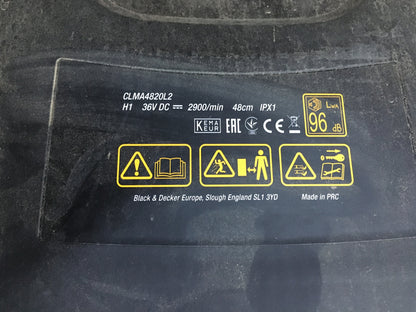 CLMA4820L2
H1 36V DC 2900/min 48cm IPX1
KEMA KEUR EAC CE LWA 96 dB
Black & Decker Europe, Slough England SL1 3YD Made in PRC